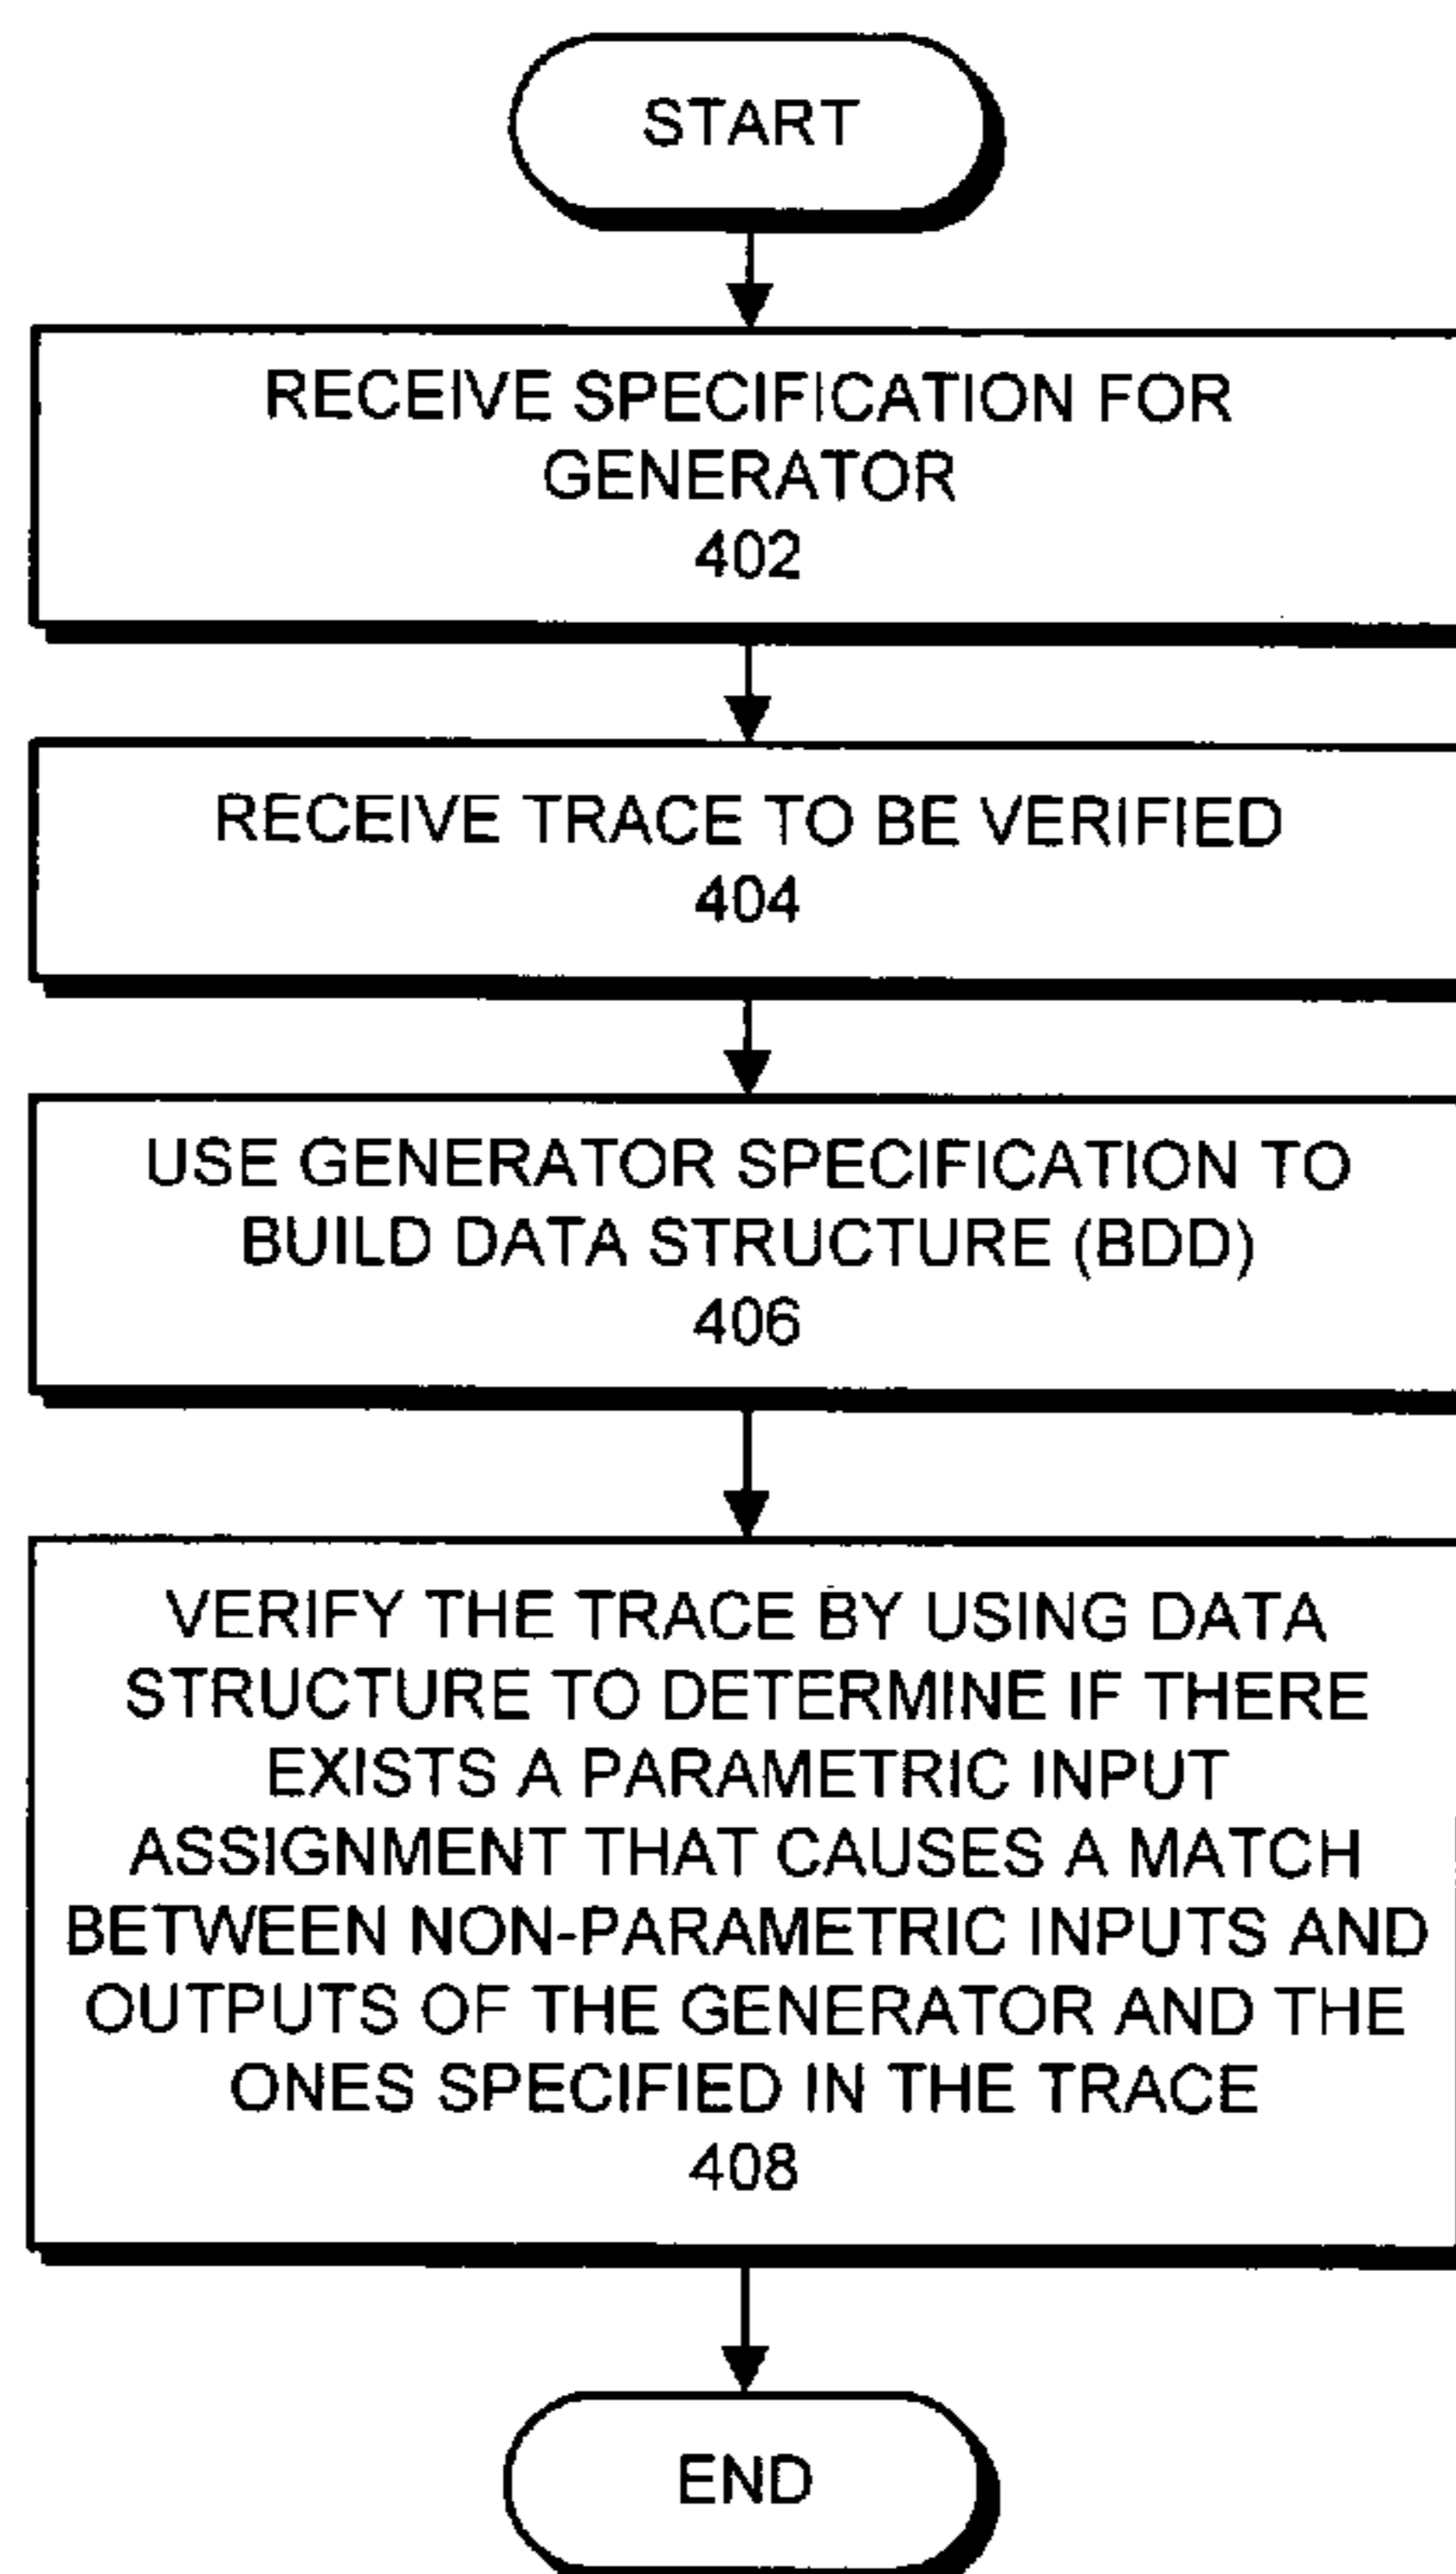 START
RECEIVE SPECIFICATION FOR
GENERATOR
402
RECEIVE TRACE TO BE VERIFIED
404
USE GENERATOR SPECIFICATION TO
BUILD DATA STRUCTURE (BDD)
406
VERIFY THE TRACE BY USING DATA
STRUCTURE TO DETERMINE IF THERE
EXISTS A PARAMETRIC INPUT
ASSIGNMENT THAT CAUSES A MATCH
BETWEEN NON-PARAMETRIC INPUTS AND
OUTPUTS OF THE GENERATOR AND THE
ONES SPECIFIED IN THE TRACE
408
END